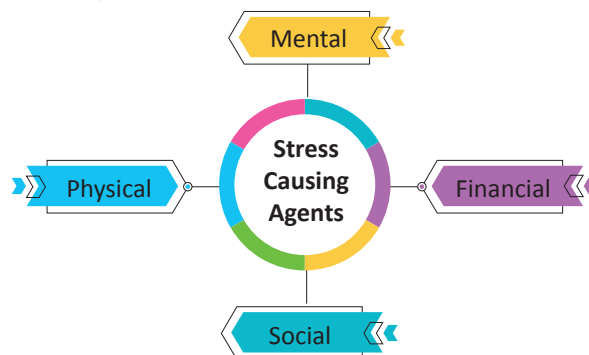 Mental
Stress
Causing
Agents
Physical
Financial
Social